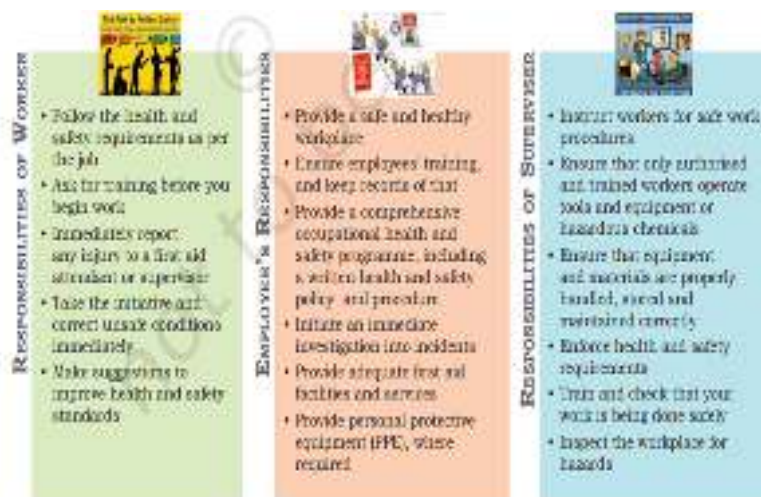 RESPONSIBILITIES OF WORKER
• Follow the health and
safety requirements as per
the job
• Ask for training before you
begin work
• Immediately report
any injury to a first aid
attendant or supervisor
• Take the initiative and
correct unsafe conditions
immediately
• Make suggestions to
improve health and safety
standards
EMPLOYER'S RESPONSIBILITIES
• Provide a safe and healthy
workplace
• Ensure employees' training,
and keep records of that
• Provide a comprehensive
occupational health and
safety programme, including
a written health and safety
policy and procedure
• Initiate an immediate
investigation into incidents
• Provide adequate first aid
facilities and services
• Provide personal protective
equipment (PPE), where
required
RESPONSIBILITIES OF SUPERVISER
• Instruct workers for safe work
procedures
• Ensure that only authorised
and trained workers operate
tools and equipment or
hazardous chemicals
• Ensure that equipment
and materials are properly
handled, stored and
maintained correctly
• Enforce health and safety
requirements
• Train and check that your
work is being done safely
• Inspect the workplace for
hazards
© not to be